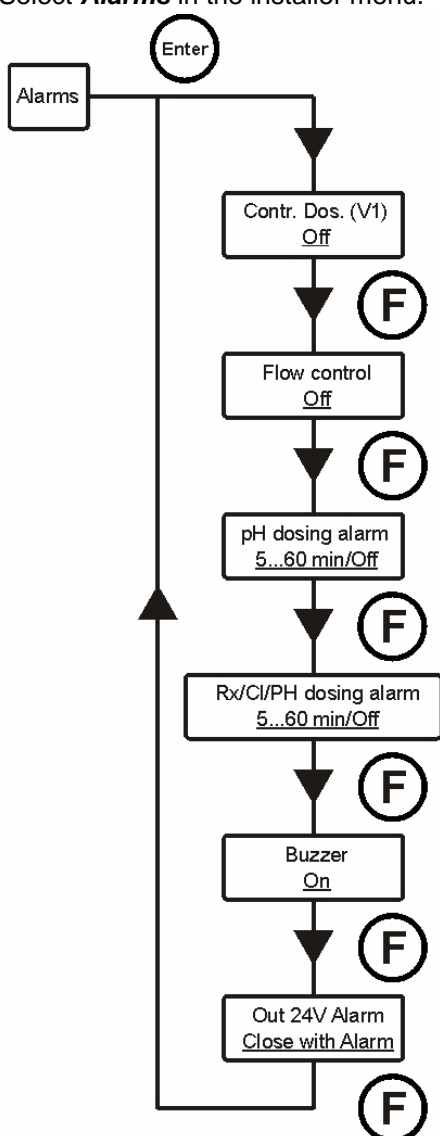 Select Alarms in the installer menu.
Enter
Alarms
Contr. Dos. (V1)
Off
F
Flow control
Off
F
pH dosing alarm
5...60 min/Off
F
Rx/Cl/PH dosing alarm
5...60 min/Off
F
Buzzer
On
F
Out 24V Alarm
Close with Alarm
F